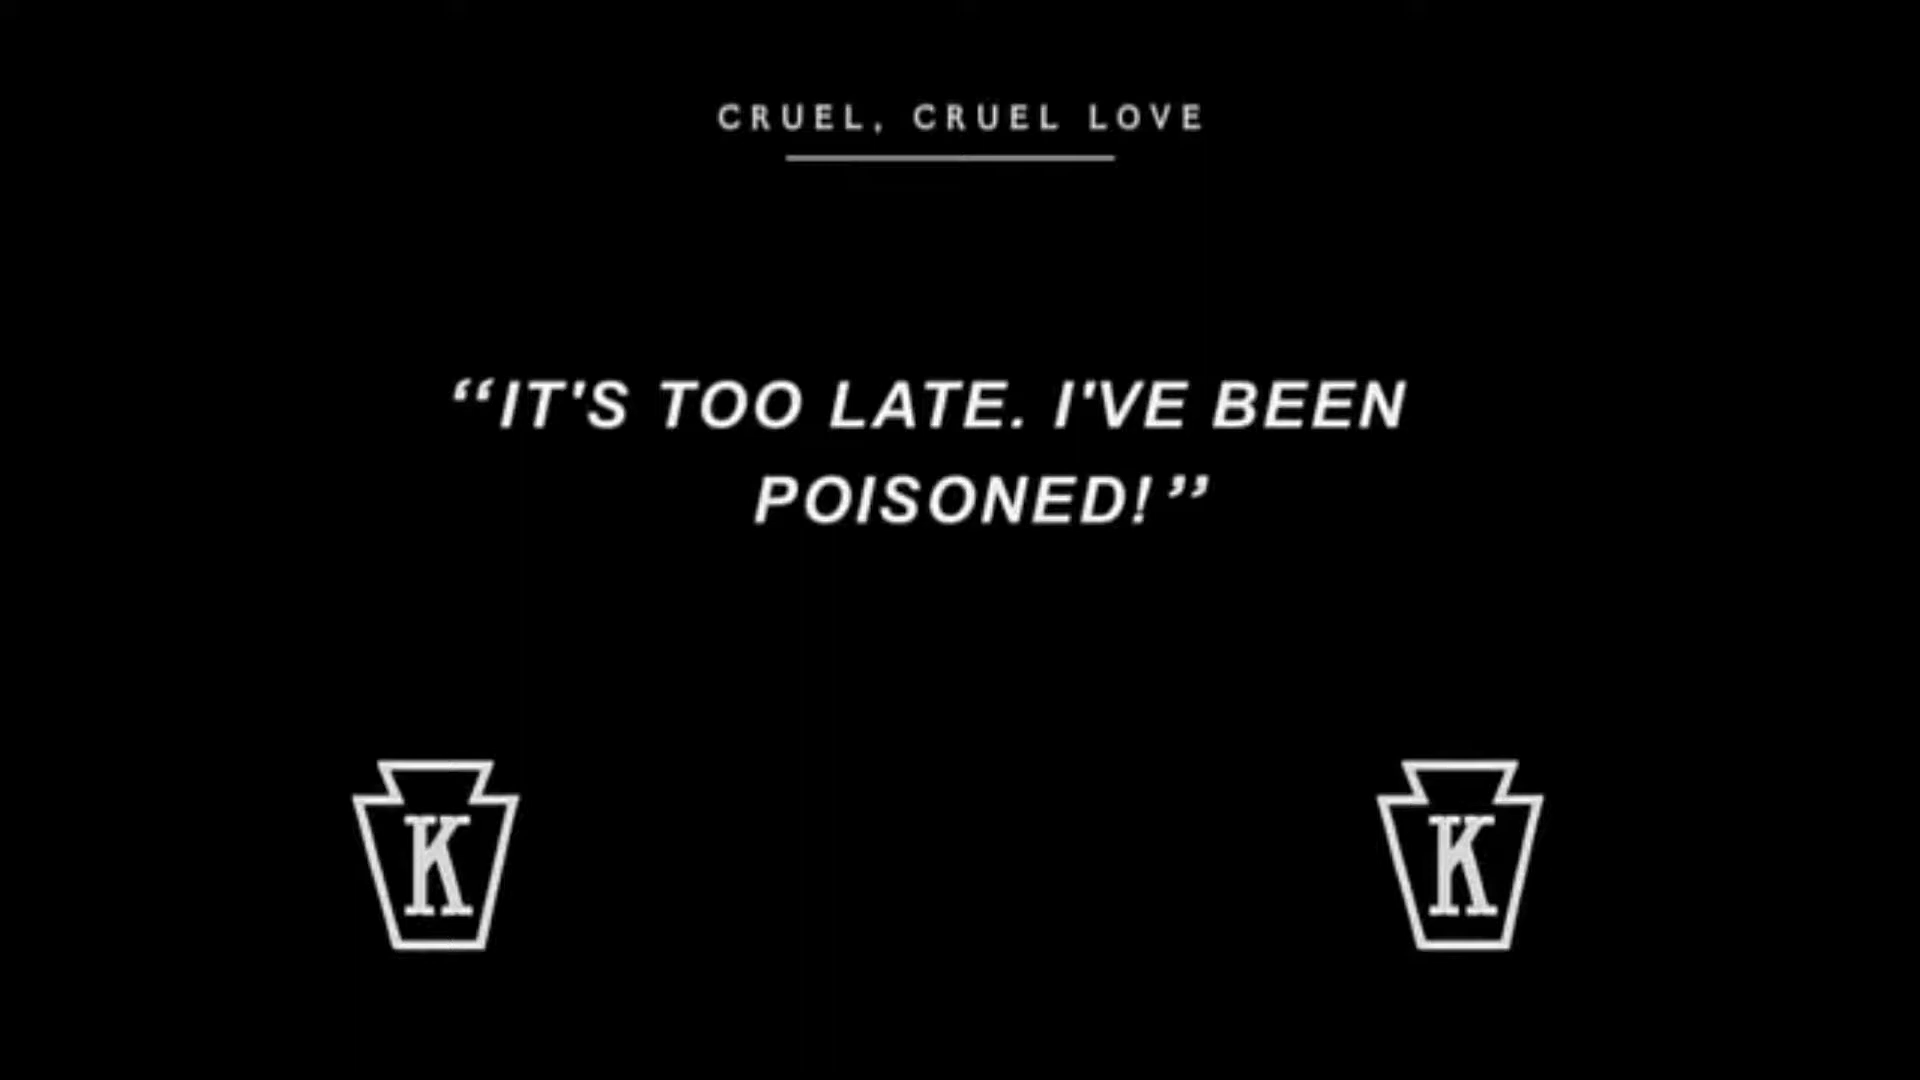 CRUEL, CRUEL LOVE
“IT'S TOO LATE. I'VE BEEN
POISONED!”
K K